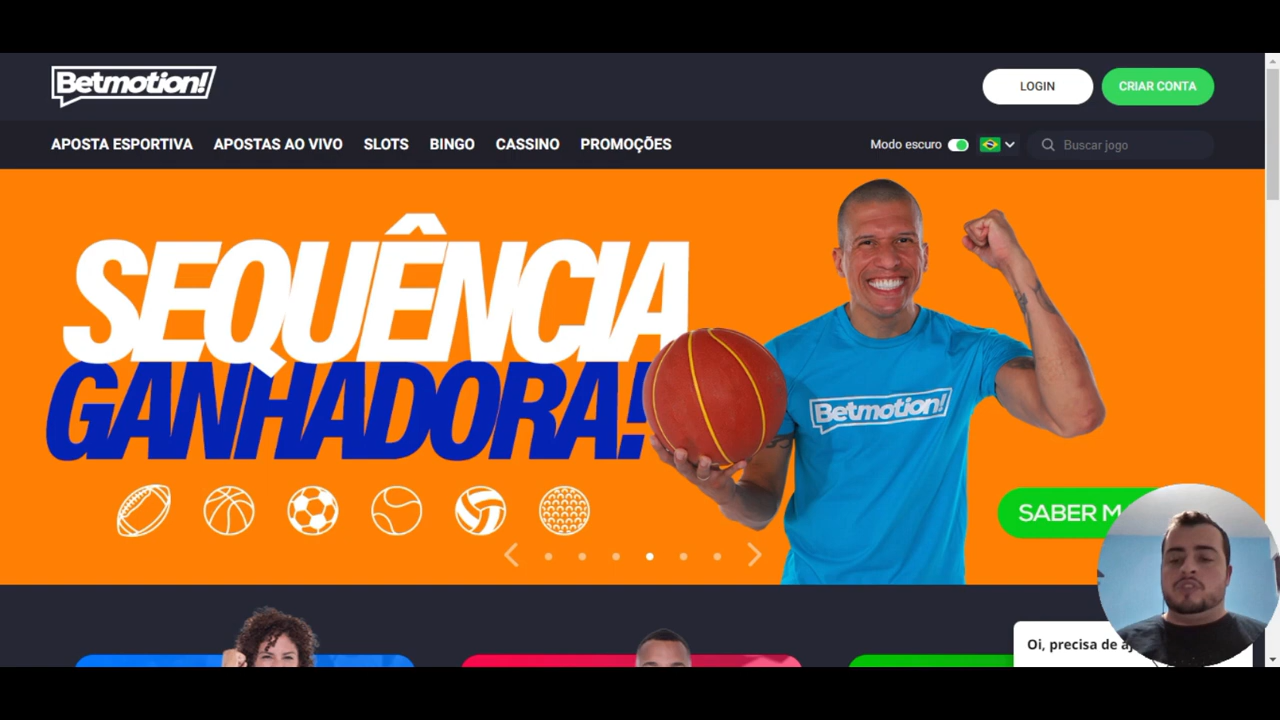 Betmotion!
LOGIN
CRIAR CONTA
APOSTA ESPORTIVA
APOSTAS AO VIVO
SLOTS
BINGO
CASSINO
PROMOÇÕES
Modo escuro
Buscar jogo
SEQUÊNCIA
GANHADORA!
Betmotion!
SABER
Oi, precisa de